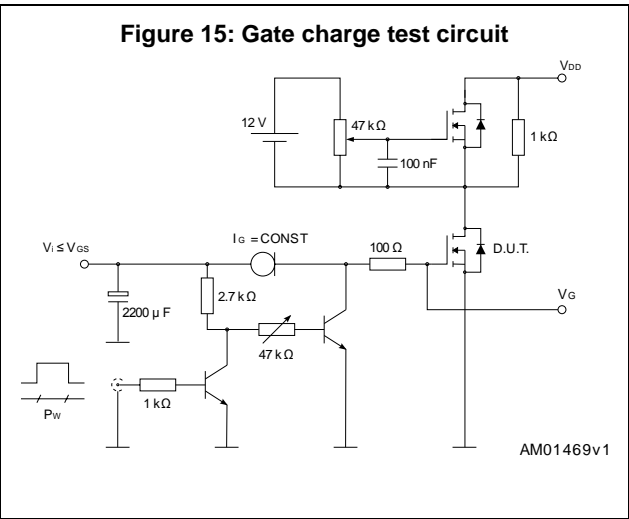 Figure 15: Gate charge test circuit
VDD
12 V
47 kΩ
1 kΩ
100 nF
Vi ≤ VGS
IG = CONST
100 Ω
D.U.T.
2.7 kΩ
VG
2200 μF
47 kΩ
1 kΩ
PW
AM01469v1